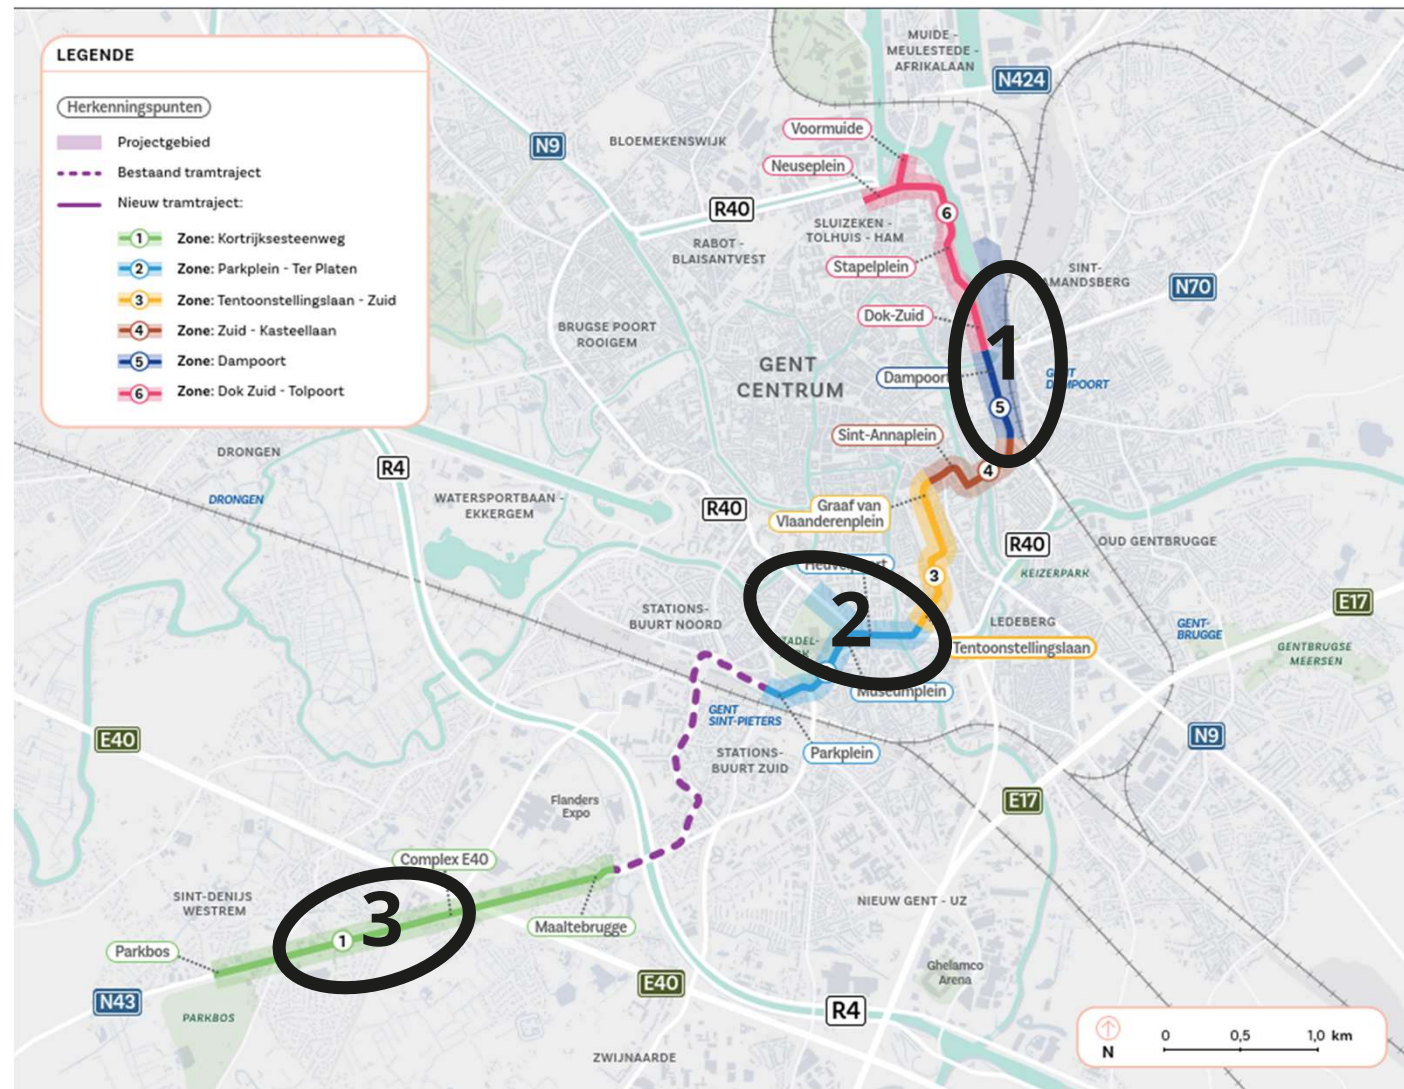 LEGENDE
Herkenningspunten
Projectgebied
Bestaand tramtraject
Nieuw tramtraject:
1 Zone: Kortrijksesteenweg
2 Zone: Parkplein - Ter Platen
3 Zone: Tentoonstellingslaan - Zuid
4 Zone: Zuid - Kasteellaan
5 Zone: Dampoort
6 Zone: Dok Zuid - Tolpoort
MUIDE -
MEULESTEDE -
AFRIKALAAN
N424
Voormuide
N9
BLOEMEKENSWIJK
Neuseplein
R40
6
SLUIZEKEN -
TOLHUIS - HAM
RABOT -
BLAISANTVEST
Stapelplein
SINT-
AMANDSBERG
N70
Dok-Zuid
BRUGSE POORT
ROOIGEM
1
GENT
CENTRUM
Dampoort
GENT
DAMPOORT
5
Sint-Annaplein
4
DRONGEN
R4
DRONGEN
WATERSPORTBAAN -
EKKERGEM
R40
Graaf van
Vlaanderenplein
R40
OUD GENTBRUGGE
KEIZERPARK
3
E17
STATIONS-
BUURT NOORD
2
LEDEBERG
GENT-
BRUGGE
Tentoonstellingslaan
GENTBRUGSE
MEERSEN
Museumplein
GENT
SINT-PIETERS
E40
N9
STATIONS-
BUURT ZUID
Parkplein
Flanders
Expo
E17
Complex E40
SINT-DENIJS
WESTREM
3
NIEUW GENT - UZ
Maaltebrugge
1
Parkbos
Ghelamco
Arena
E40
N43
R4
PARKBOS
ZWIJNAARDE
N
0 0,5 1,0 km